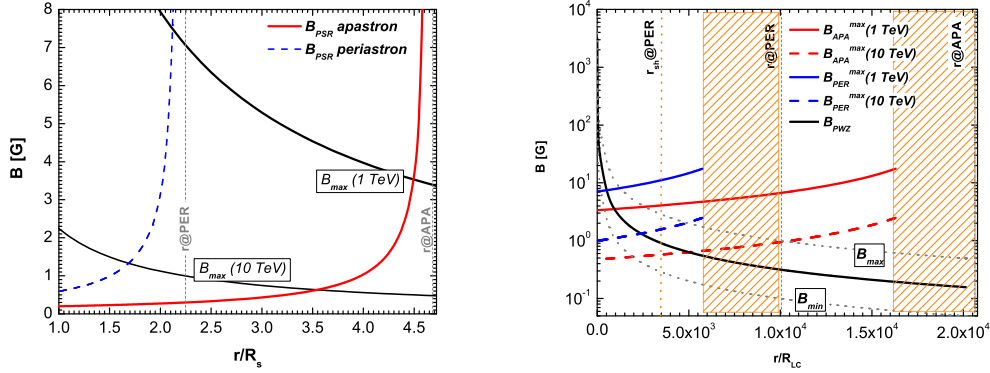 8
7
6
5
4
3
2
1
0
B [G]
B_PSR apastron
B_PSR periastron
B_max (1 TeV)
B_max (10 TeV)
r@PER
r@APA
1.0 1.5 2.0 2.5 3.0 3.5 4.0 4.5
r/R_s
10^4
10^3
10^2
10^1
10^0
10^-1
B [G]
B_APA^max (1 TeV)
B_APA^max (10 TeV)
B_PER^max (1 TeV)
B_PER^max (10 TeV)
B_PWZ
r_sh@PER
r@PER
r@APA
B_max
B_min
0.0 5.0x10^3 1.0x10^4 1.5x10^4 2.0x10^4
r/R_LC